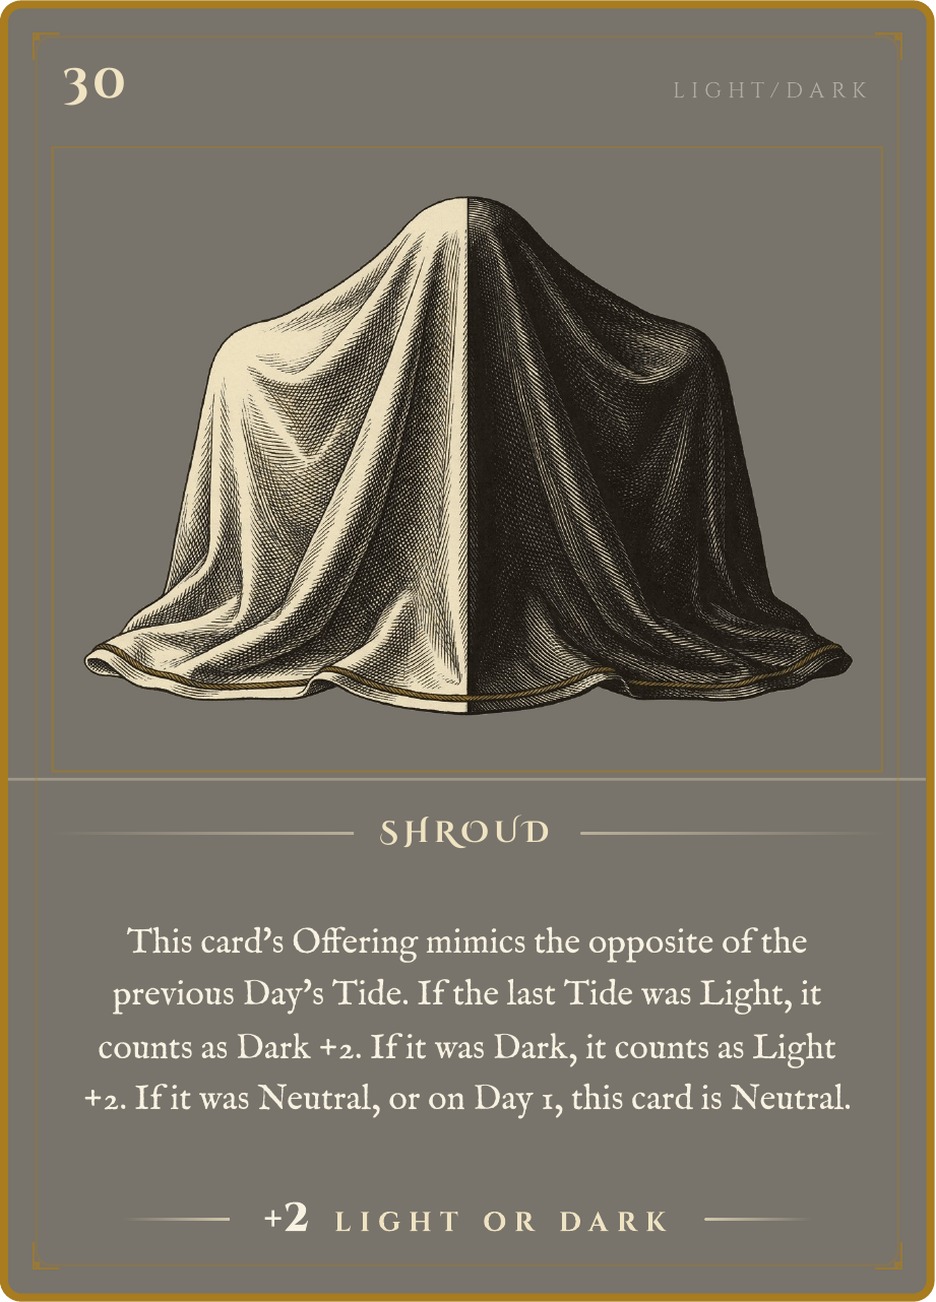 30
LIGHT/DARK
SHROUD
This card’s Offering mimics the opposite of the
previous Day’s Tide. If the last Tide was Light, it
counts as Dark +2. If it was Dark, it counts as Light
+2. If it was Neutral, or on Day 1, this card is Neutral.
+2 LIGHT OR DARK